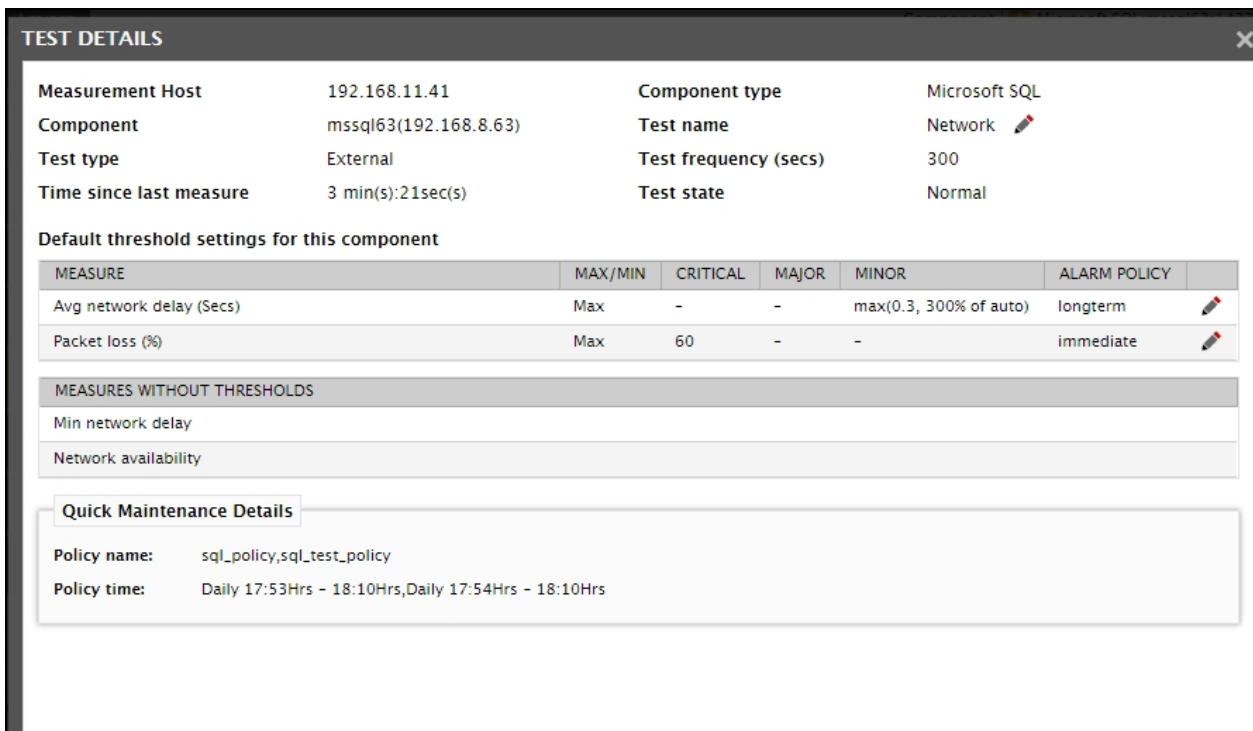 TEST DETAILS
Measurement Host 192.168.11.41 Component type Microsoft SQL
Component mssql63(192.168.8.63) Test name Network
Test type External Test frequency (secs) 300
Time since last measure 3 min(s):21sec(s) Test state Normal
Default threshold settings for this component
MEASURE MAX/MIN CRITICAL MAJOR MINOR ALARM POLICY
Avg network delay (Secs) Max - - max(0.3, 300% of auto) longterm
Packet loss (%) Max 60 - - immediate
MEASURES WITHOUT THRESHOLDS
Min network delay
Network availability
Quick Maintenance Details
Policy name: sql_policy,sql_test_policy
Policy time: Daily 17:53Hrs - 18:10Hrs,Daily 17:54Hrs - 18:10Hrs